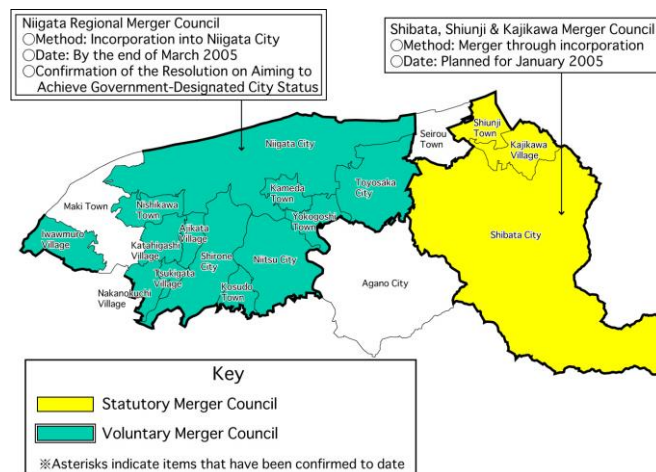 Niigata Regional Merger Council
○Method: Incorporation into Niigata City
○Date: By the end of March 2005
○Confirmation of the Resolution on Aiming to
Achieve Government-Designated City Status
Shibata, Shiunji & Kajikawa Merger Council
○Method: Merger through incorporation
○Date: Planned for January 2005
Seirou
Town
Shiunji
Town
Kajikawa
Village
Niigata City
Toyosaka
City
Kameda
Town
Maki Town
Nishikawa
Town
Yokogoshi
Town
Iwamuro
Village
Katahigashi
Village
Ajikata
Village
Shirone
City
Niitsu City
Shibata City
Tsukigata
Village
Nakanokuchi
Village
Kosudo
Town
Agano City
Key
Statutory Merger Council
Voluntary Merger Council
※Asterisks indicate items that have been confirmed to date